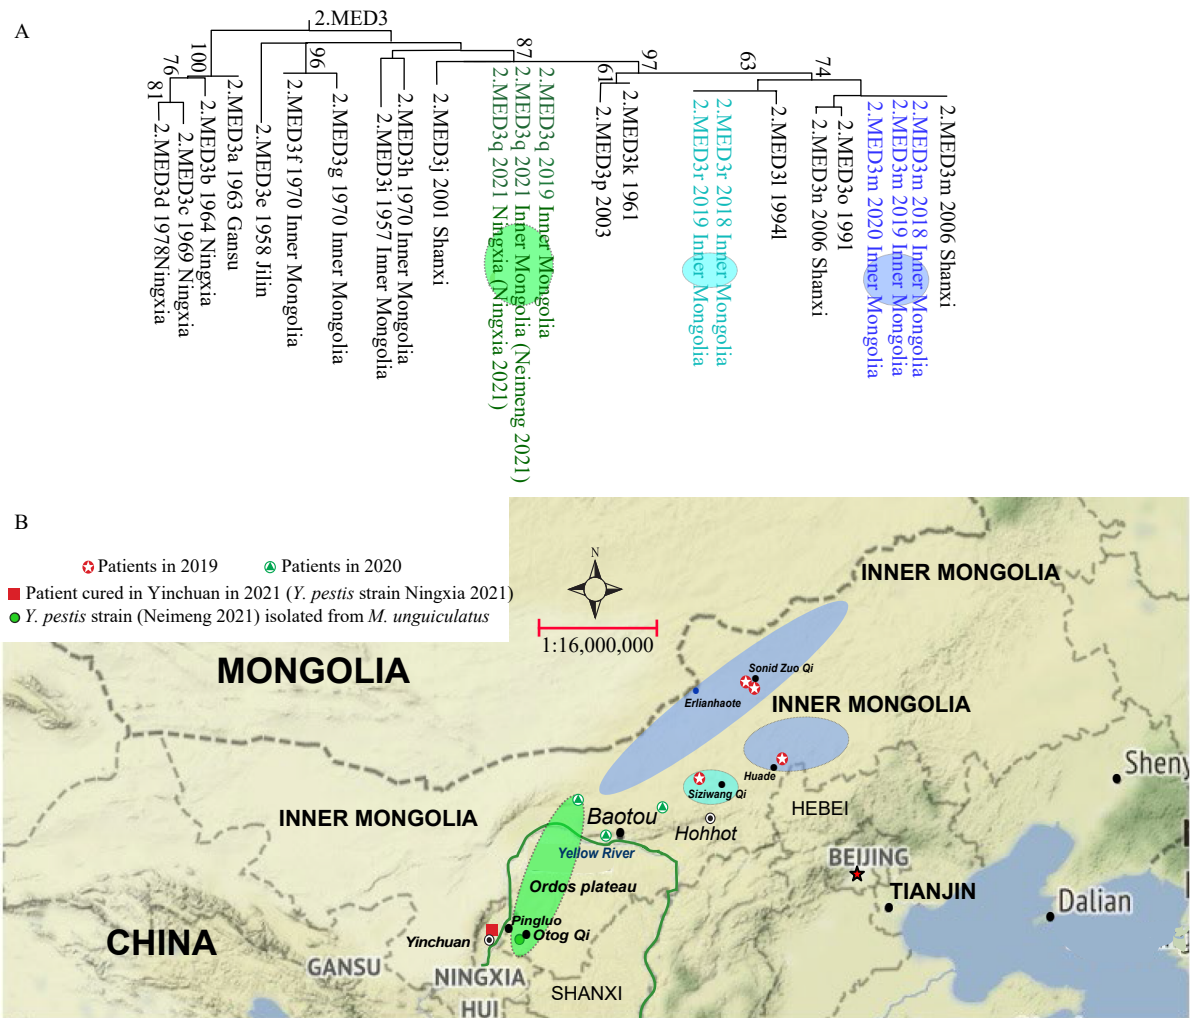 A
2.MED3
100
76
81
96
87
61
97
63
74
2.MED3d 1978Ningxia
2.MED3c 1969 Ningxia
2.MED3b 1964 Ningxia
2.MED3a 1963 Gansu
2.MED3e 1958 Jilin
2.MED3f 1970 Inner Mongolia
2.MED3g 1970 Inner Mongolia
2.MED3i 1957 Inner Mongolia
2.MED3h 1970 Inner Mongolia
2.MED3j 2001 Shanxi
2.MED3q 2021 Ningxia (Ningxia 2021)
2.MED3q 2021 Inner Mongolia (Neimeng 2021)
2.MED3q 2019 Inner Mongolia
2.MED3p 2003
2.MED3k 1961
2.MED3r 2019 Inner Mongolia
2.MED3r 2018 Inner Mongolia
2.MED3l 1994l
2.MED3n 2006 Shanxi
2.MED3o 1991
2.MED3m 2020 Inner Mongolia
2.MED3m 2019 Inner Mongolia
2.MED3m 2018 Inner Mongolia
2.MED3m 2006 Shanxi
B
Patients in 2019
Patients in 2020
Patient cured in Yinchuan in 2021 (Y. pestis strain Ningxia 2021)
Y. pestis strain (Neimeng 2021) isolated from M. unguiculatus
N
1:16,000,000
INNER MONGOLIA
MONGOLIA
Sonid Zuo Qi
Erlianhaote
INNER MONGOLIA
Sheny
Huade
Siziwang Qi
HEBEI
INNER MONGOLIA
Baotou
Hohhot
Yellow River
BEIJING
Ordos plateau
TIANJIN
Dalian
Pingluo
Otog Qi
Yinchuan
CHINA
GANSU
NINGXIA
HUI
SHANXI